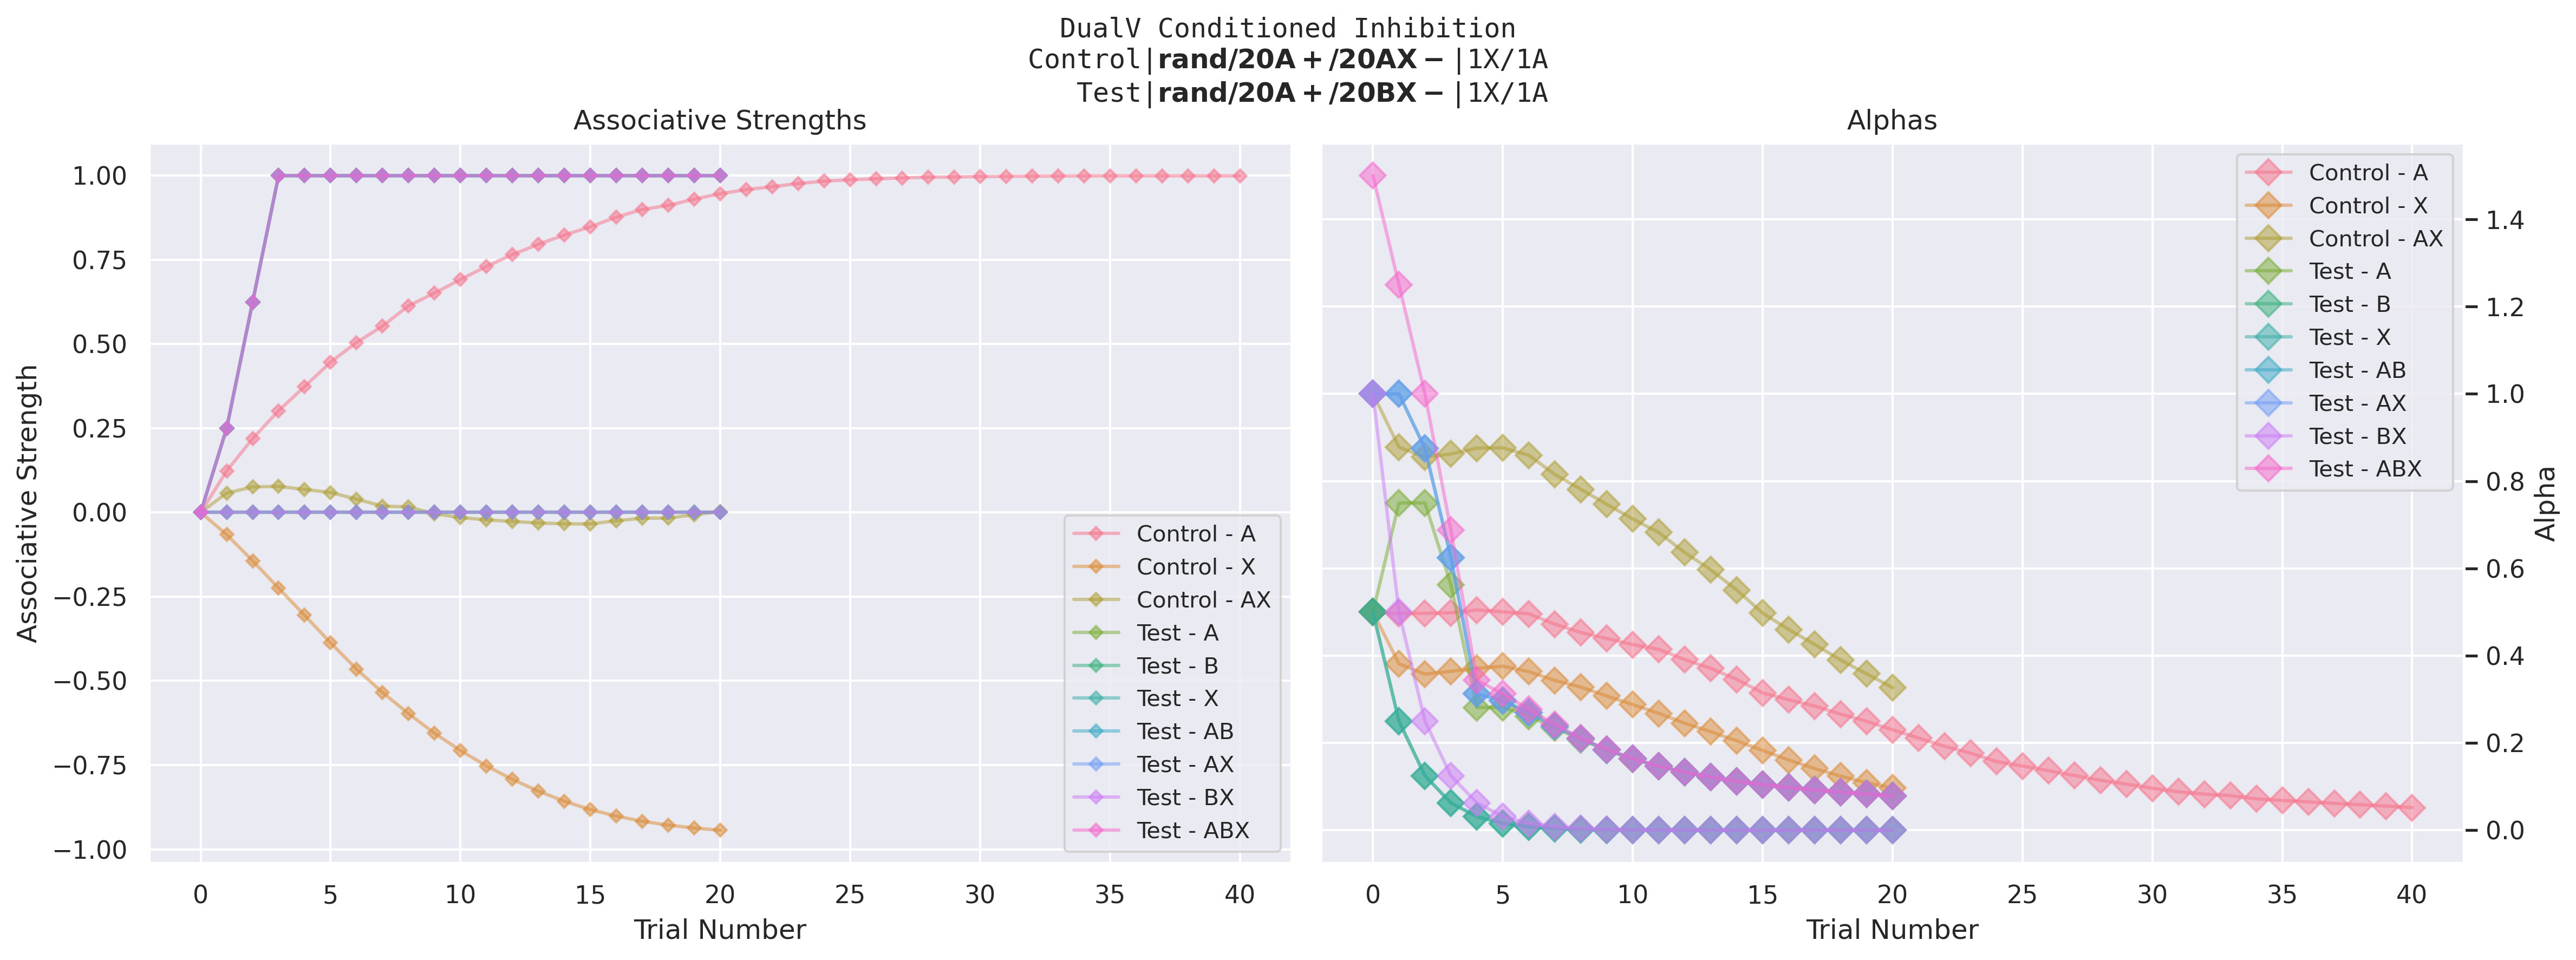 DualV Conditioned Inhibition
Control|rand/20A + /20AX − |1X/1A
Test|rand/20A + /20BX − |1X/1A
Associative Strengths
Associative Strength
1.00
0.75
0.50
0.25
0.00
−0.25
−0.50
−0.75
−1.00
0 5 10 15 20 25 30 35 40
Trial Number
Control - A
Control - X
Control - AX
Test - A
Test - B
Test - X
Test - AB
Test - AX
Test - BX
Test - ABX
Alphas
Control - A
Control - X
Control - AX
Test - A
Test - B
Test - X
Test - AB
Test - AX
Test - BX
Test - ABX
1.4
1.2
1.0
0.8
0.6
0.4
0.2
0.0
Alpha
0 5 10 15 20 25 30 35 40
Trial Number